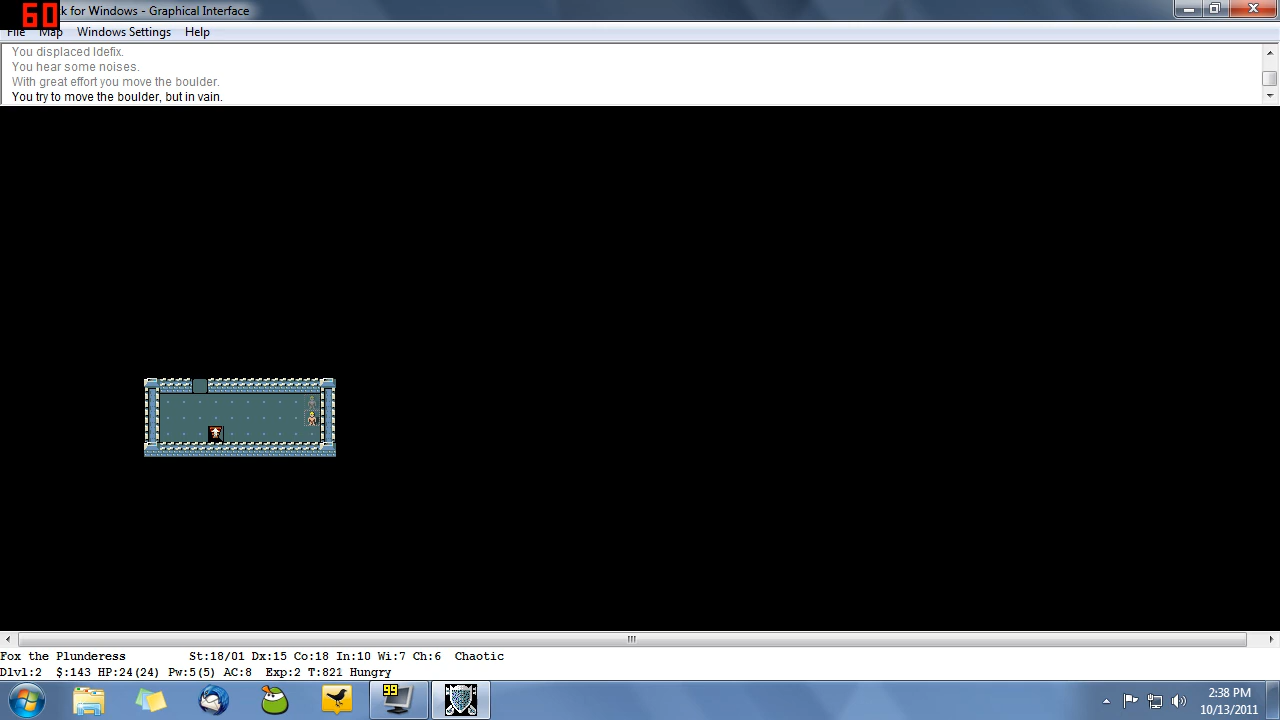 60
k for Windows - Graphical Interface
File Map Windows Settings Help
You displaced Idefix.
You hear some noises.
With great effort you move the boulder.
You try to move the boulder, but in vain.
Fox the Plunderess St:18/01 Dx:15 Co:18 In:10 Wi:7 Ch:6 Chaotic
Dlvl:2 $:143 HP:24(24) Pw:5(5) AC:8 Exp:2 T:821 Hungry
99
2:38 PM
10/13/2011